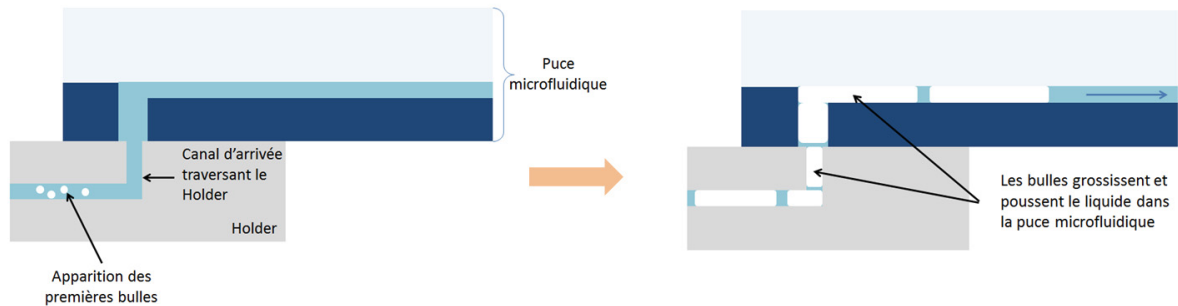 Puce
microfluidique
Canal d'arrivée
traversant le
Holder
Holder
Apparition des
premières bulles
Les bulles grossissent et
poussent le liquide dans
la puce microfluidique